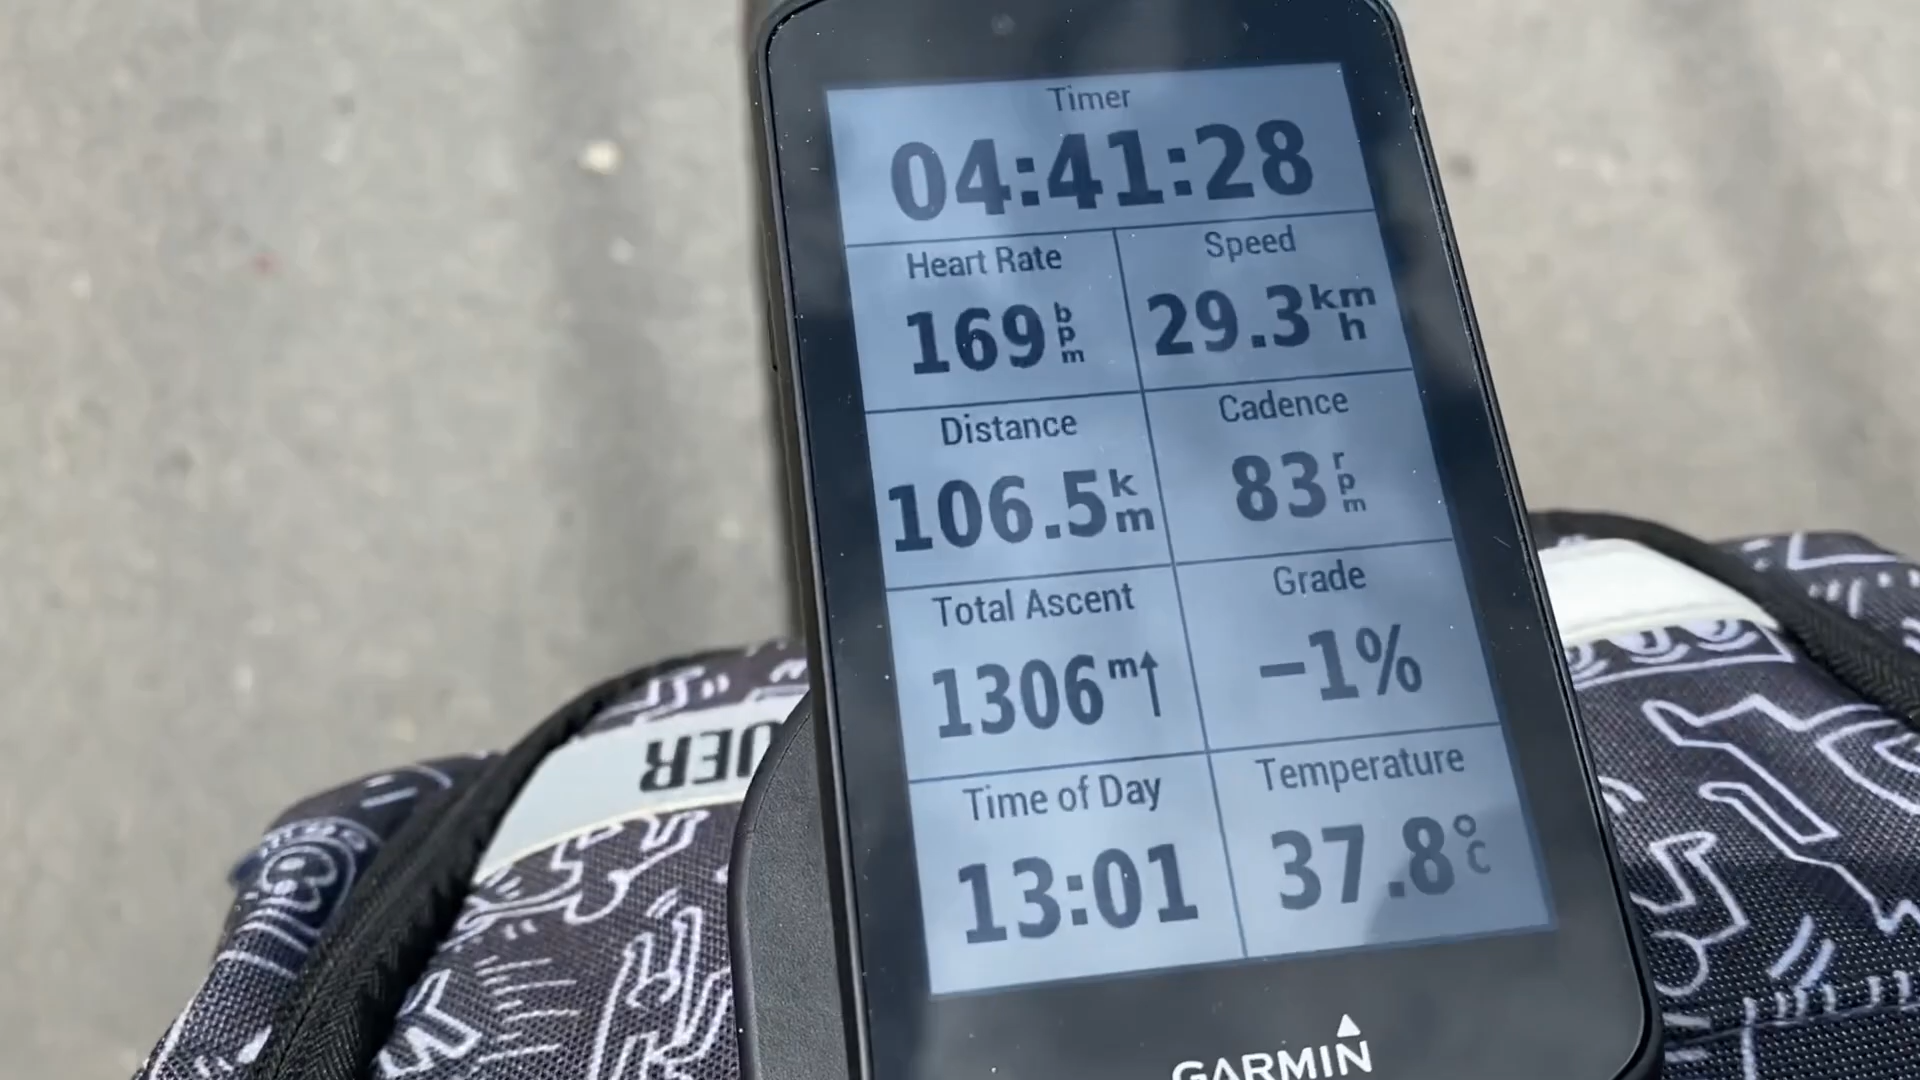 Timer
04:41:28
Heart Rate
169 bpm
Speed
29.3 km h
Distance
106.5 km
Cadence
83 rpm
Total Ascent
1306 m↑
Grade
-1%
Time of Day
13:01
Temperature
37.8°C
GARMIN